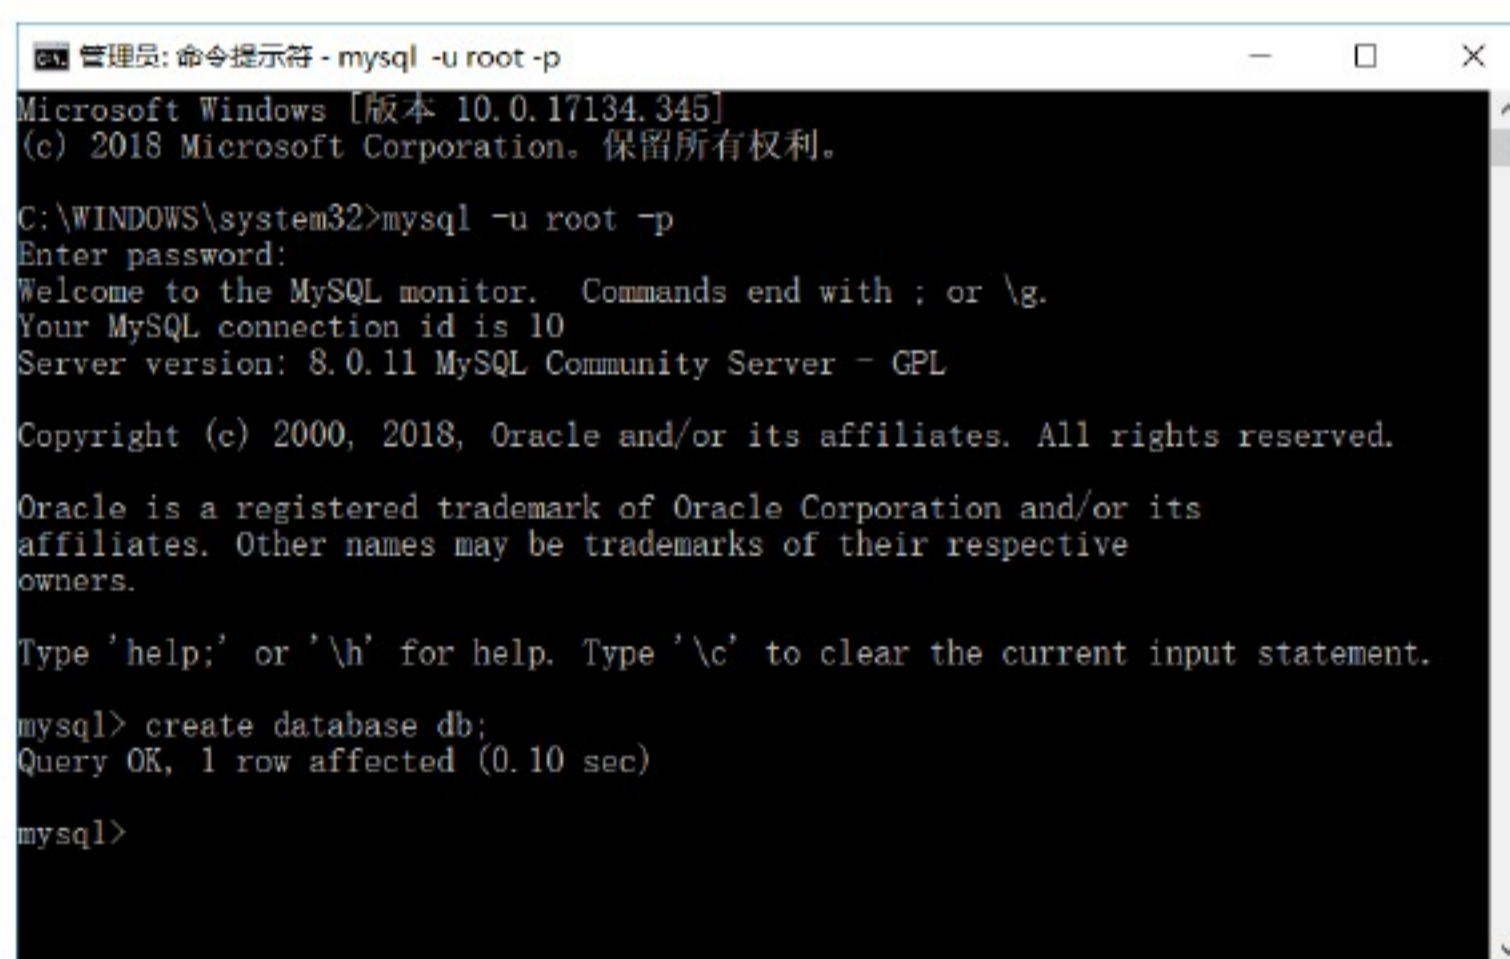 管理员: 命令提示符 - mysql  -u root -p
Microsoft Windows [版本 10.0.17134.345]
(c) 2018 Microsoft Corporation。保留所有权利。
C:\WINDOWS\system32>mysql -u root -p
Enter password:
Welcome to the MySQL monitor.  Commands end with ; or \g.
Your MySQL connection id is 10
Server version: 8.0.11 MySQL Community Server - GPL
Copyright (c) 2000, 2018, Oracle and/or its affiliates. All rights reserved.
Oracle is a registered trademark of Oracle Corporation and/or its
affiliates. Other names may be trademarks of their respective
owners.
Type 'help;' or '\h' for help. Type '\c' to clear the current input statement.
mysql> create database db;
Query OK, 1 row affected (0.10 sec)
mysql>